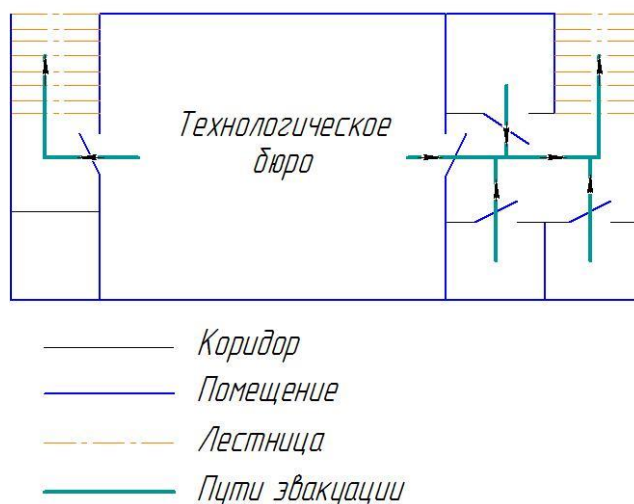 Технологическое
бюро
Коридор
Помещение
Лестница
Пути эвакуации